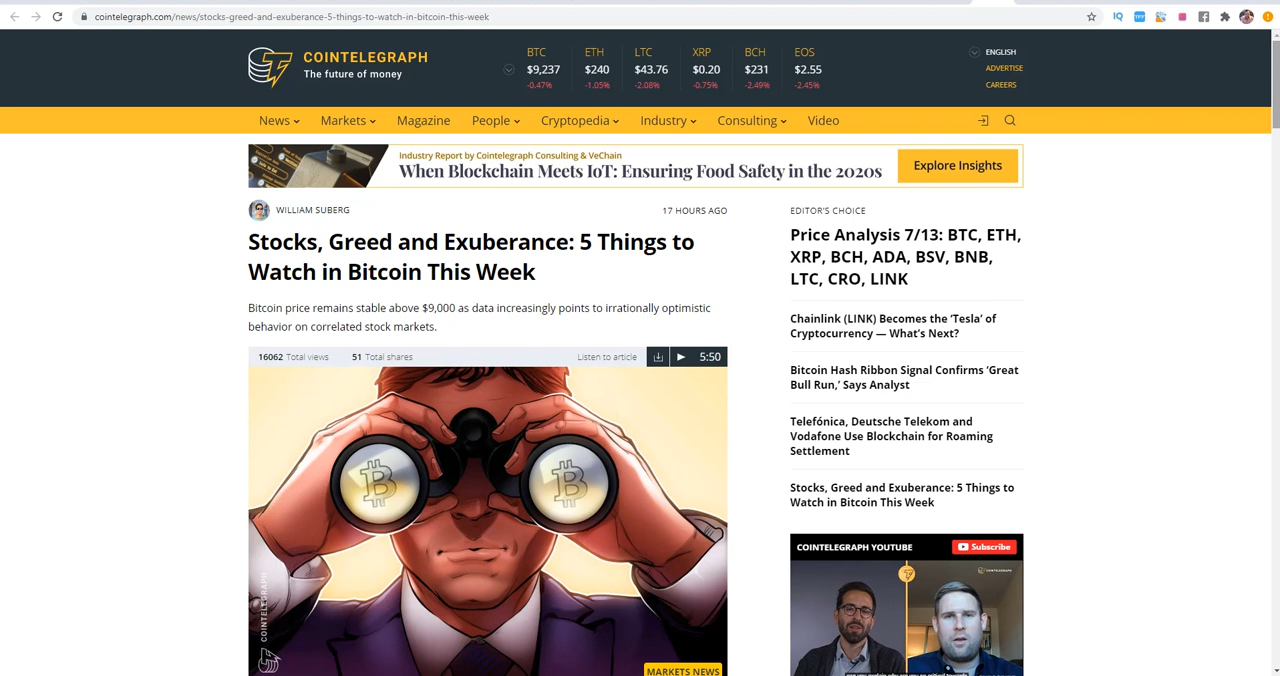 cointelegraph.com/news/stocks-greed-and-exuberance-5-things-to-watch-in-bitcoin-this-week
COINTELEGRAPH
The future of money
BTC ETH LTC XRP BCH EOS
$9,237 $240 $43.76 $0.20 $231 $2.55
-0.47% -1.05% -2.08% -0.75% -2.49% -2.45%
ENGLISH
ADVERTISE
CAREERS
News Markets Magazine People Cryptopedia Industry Consulting Video
Industry Report by Cointelegraph Consulting & VeChain
When Blockchain Meets IoT: Ensuring Food Safety in the 2020s
Explore Insights
WILLIAM SUBERG 17 HOURS AGO
Stocks, Greed and Exuberance: 5 Things to
Watch in Bitcoin This Week
Bitcoin price remains stable above $9,000 as data increasingly points to irrationally optimistic
behavior on correlated stock markets.
16062 Total views 51 Total shares Listen to article 5:50
COINTELEGRAPH
MARKETS NEWS
EDITOR'S CHOICE
Price Analysis 7/13: BTC, ETH,
XRP, BCH, ADA, BSV, BNB,
LTC, CRO, LINK
Chainlink (LINK) Becomes the ‘Tesla’ of
Cryptocurrency — What’s Next?
Bitcoin Hash Ribbon Signal Confirms ‘Great
Bull Run,’ Says Analyst
Telefónica, Deutsche Telekom and
Vodafone Use Blockchain for Roaming
Settlement
Stocks, Greed and Exuberance: 5 Things to
Watch in Bitcoin This Week
COINTELEGRAPH YOUTUBE Subscribe